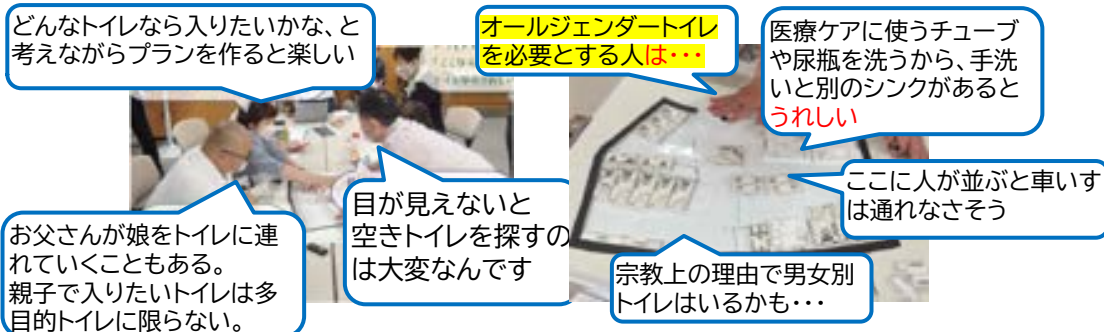 どんなトイレなら入りたいかな、と
考えながらプランを作ると楽しい
オールジェンダートイレ
を必要とする人は・・・
医療ケアに使うチューブ
や尿瓶を洗うから、手洗
いと別のシンクがあると
うれしい
お父さんが娘をトイレに連
れていくこともある。
親子で入りたいトイレは多
目的トイレに限らない。
目が見えないと
空きトイレを探すの
は大変なんです
ここに人が並ぶと車いす
は通れなさそう
宗教上の理由で男女別
トイレはいるかも・・・